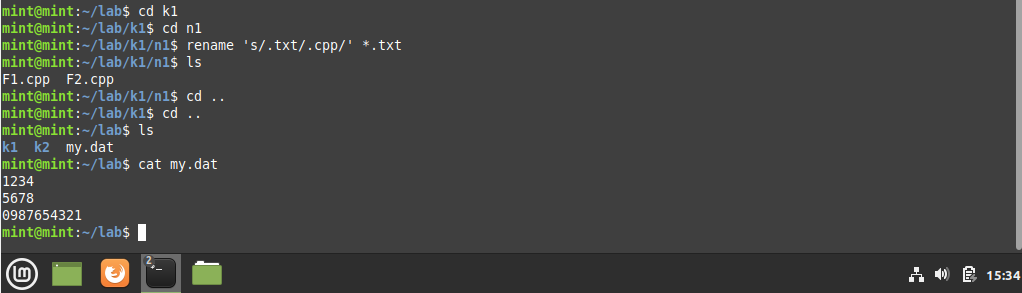 mint@mint:~/lab$ cd k1
mint@mint:~/lab/k1$ cd n1
mint@mint:~/lab/k1/n1$ rename 's/.txt/.cpp/' *.txt
mint@mint:~/lab/k1/n1$ ls
F1.cpp  F2.cpp
mint@mint:~/lab/k1/n1$ cd ..
mint@mint:~/lab/k1$ cd ..
mint@mint:~/lab$ ls
k1  k2  my.dat
mint@mint:~/lab$ cat my.dat
1234
5678
0987654321
mint@mint:~/lab$
2
15:34